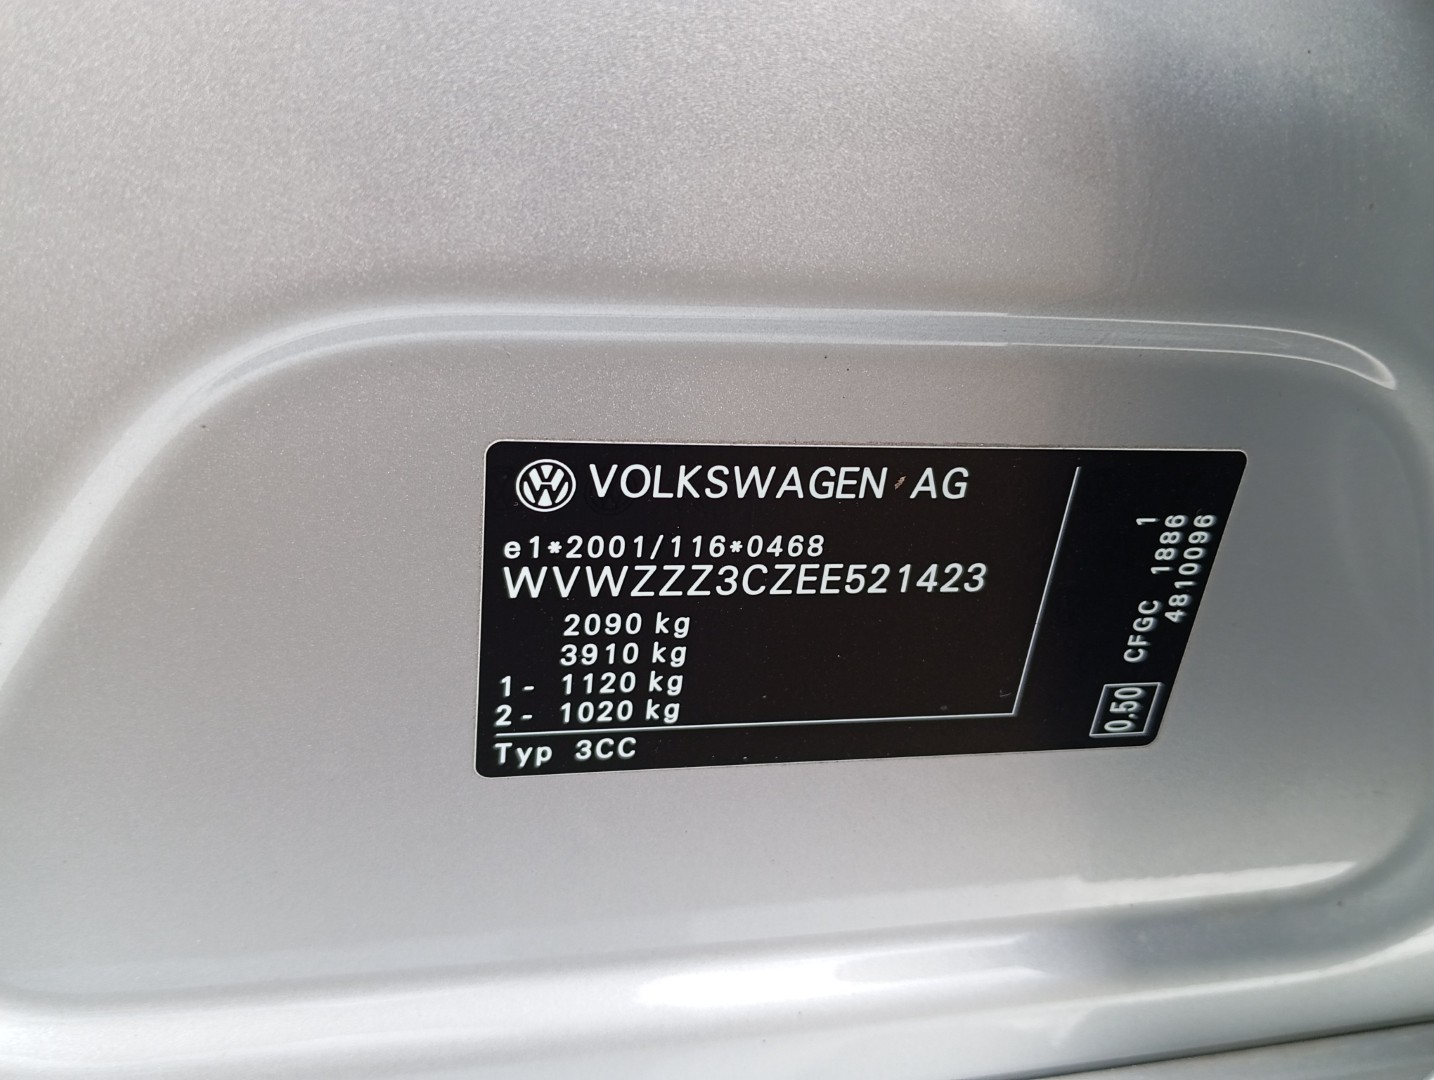 VOLKSWAGEN AG
e1*2001/116*0468
WVWZZZ3CZEE521423
2090 kg
3910 kg
1- 1120 kg
2- 1020 kg
Typ 3CC
1
CFGC 1886
4810096
0.50